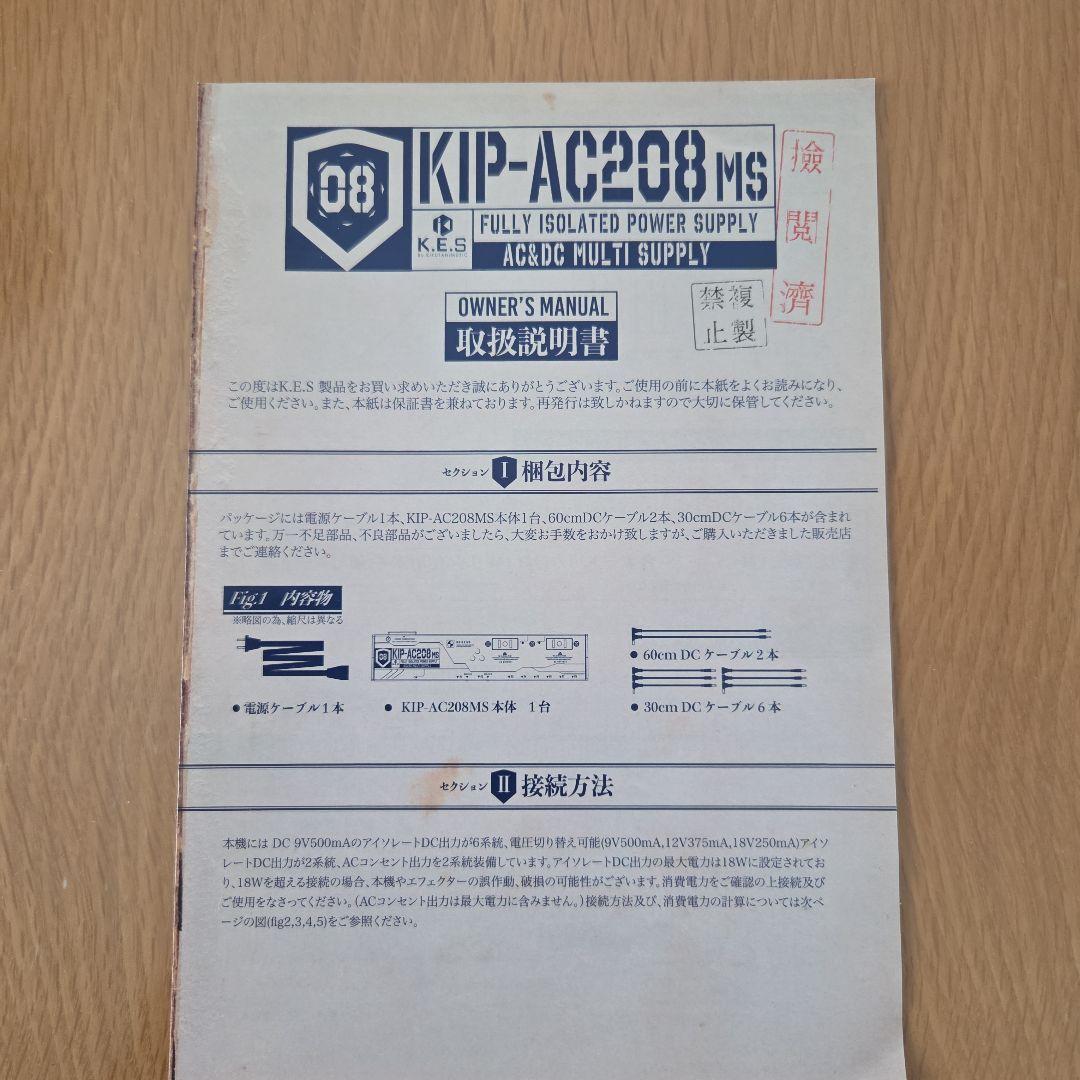 08
KIP-AC208 MS
K.E.S
BY KIKUTANIMUSIC
FULLY ISOLATED POWER SUPPLY
AC&DC MULTI SUPPLY
撿閲濟
複製
禁止
OWNER'S MANUAL
取扱説明書
この度はK.E.S 製品をお買い求めいただき誠にありがとうございます。ご使用の前に本紙をよくお読みになり、
ご使用ください。また、本紙は保証書を兼ねております。再発行は致しかねますので大切に保管してください。
セクション I 梱包内容
パッケージには電源ケーブル1本、KIP-AC208MS本体1台、60cmDCケーブル2本、30cmDCケーブル6本が含まれ
ています。万一不足部品、不良部品がございましたら、大変お手数をおかけ致しますが、ご購入いただきました販売店
までご連絡ください。
Fig.1 内容物
※略図の為、縮尺は異なる
08 KIP-AC208 MS
FULLY ISOLATED POWER SUPPLY
● 60cm DC ケーブル 2 本
● 電源ケーブル 1 本
● KIP-AC208MS 本体 1 台
● 30cm DC ケーブル 6 本
セクション II 接続方法
本機には DC 9V500mAのアイソレートDC出力が6系統、電圧切り替え可能(9V500mA,12V375mA,18V250mA)アイソ
レートDC出力が2系統、ACコンセント出力を2系統装備しています。アイソレートDC出力の最大電力は18Wに設定されてお
り、18Wを超える接続の場合、本機やエフェクターの誤作動、破損の可能性がございます。消費電力をご確認の上接続及び
ご使用をなさってください。(ACコンセント出力は最大電力に含みません。)接続方法及び、消費電力の計算については次ペ
ージの図(fig2,3,4,5)をご参照ください。